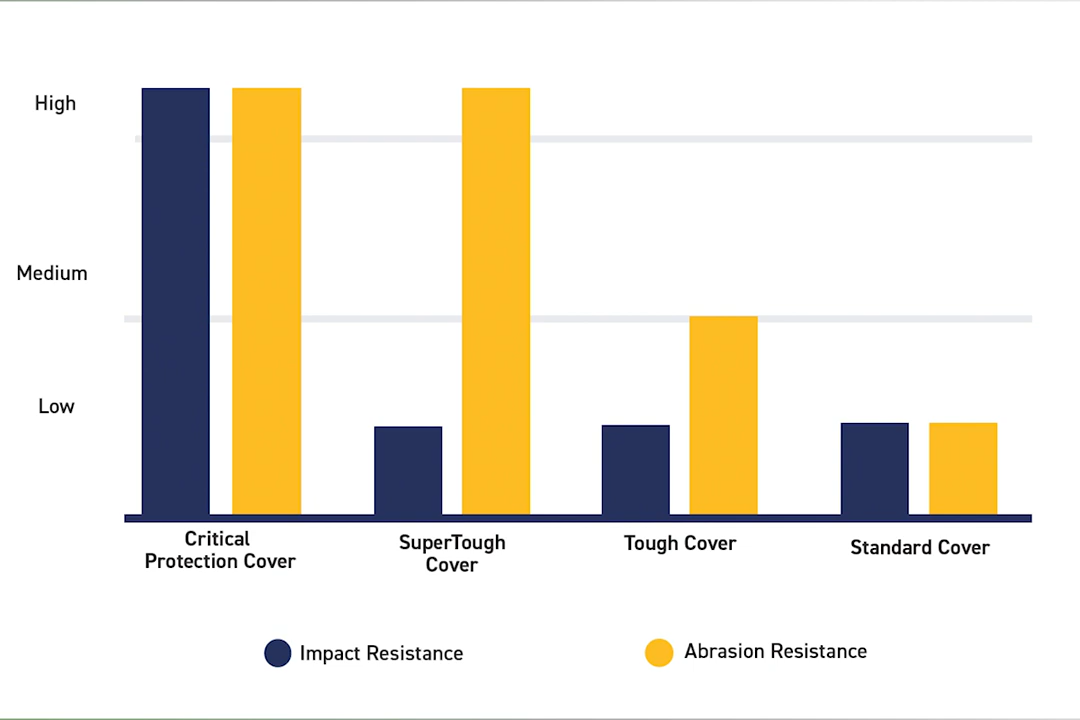 High
Medium
Low
Critical
Protection Cover
SuperTough
Cover
Tough Cover
Standard Cover
Impact Resistance
Abrasion Resistance